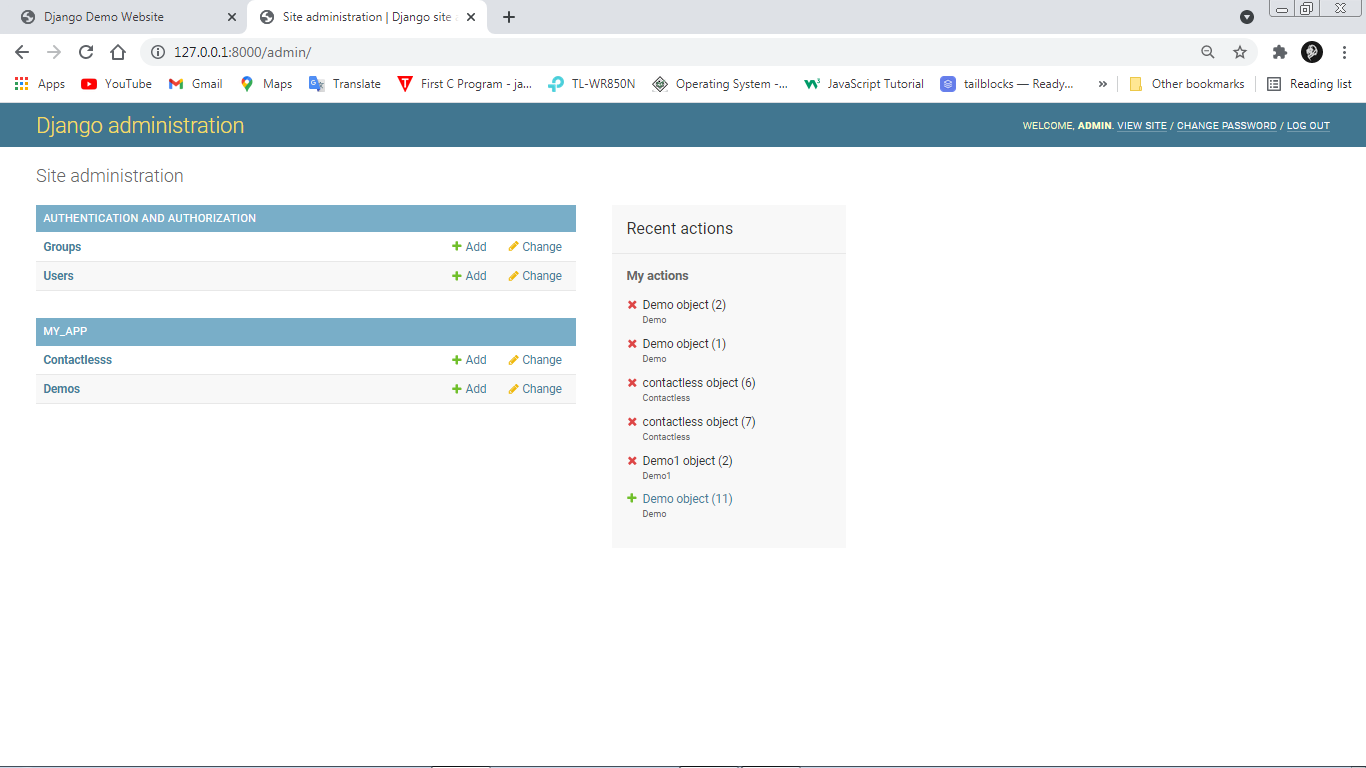 Django Demo Website
Site administration | Django site a
127.0.0.1:8000/admin/
Apps YouTube Gmail Maps Translate First C Program - ja... TL-WR850N Operating System -... JavaScript Tutorial tailblocks — Ready... » Other bookmarks Reading list
Django administration
WELCOME, ADMIN. VIEW SITE / CHANGE PASSWORD / LOG OUT
Site administration
AUTHENTICATION AND AUTHORIZATION
Groups Add Change
Users Add Change
MY_APP
Contactlesss Add Change
Demos Add Change
Recent actions
My actions
Demo object (2)
Demo
Demo object (1)
Demo
contactless object (6)
Contactless
contactless object (7)
Contactless
Demo1 object (2)
Demo1
Demo object (11)
Demo